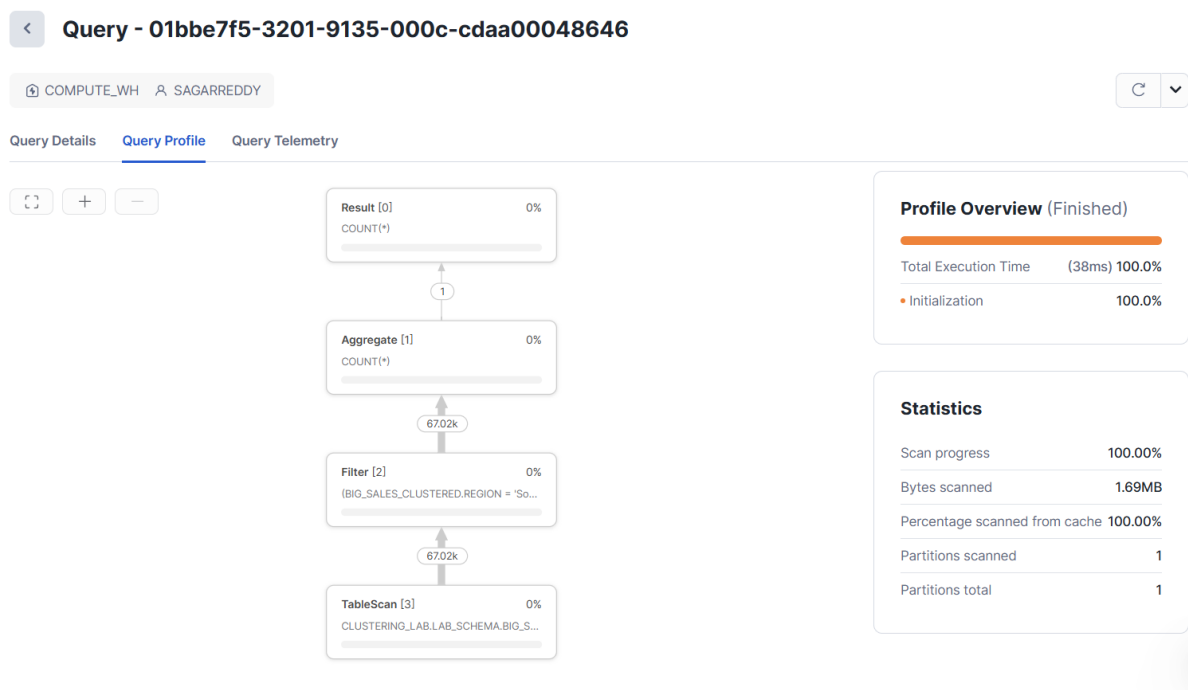 Query - 01bbe7f5-3201-9135-000c-cdaa00048646
COMPUTE_WH SAGARREDDY
Query Details Query Profile Query Telemetry
Result [0] 0%
COUNT(*)
1
Aggregate [1] 0%
COUNT(*)
67.02k
Filter [2] 0%
(BIG_SALES_CLUSTERED.REGION = 'So...
67.02k
TableScan [3] 0%
CLUSTERING_LAB.LAB_SCHEMA.BIG_S...
Profile Overview (Finished)
Total Execution Time (38ms) 100.0%
Initialization 100.0%
Statistics
Scan progress 100.00%
Bytes scanned 1.69MB
Percentage scanned from cache 100.00%
Partitions scanned 1
Partitions total 1